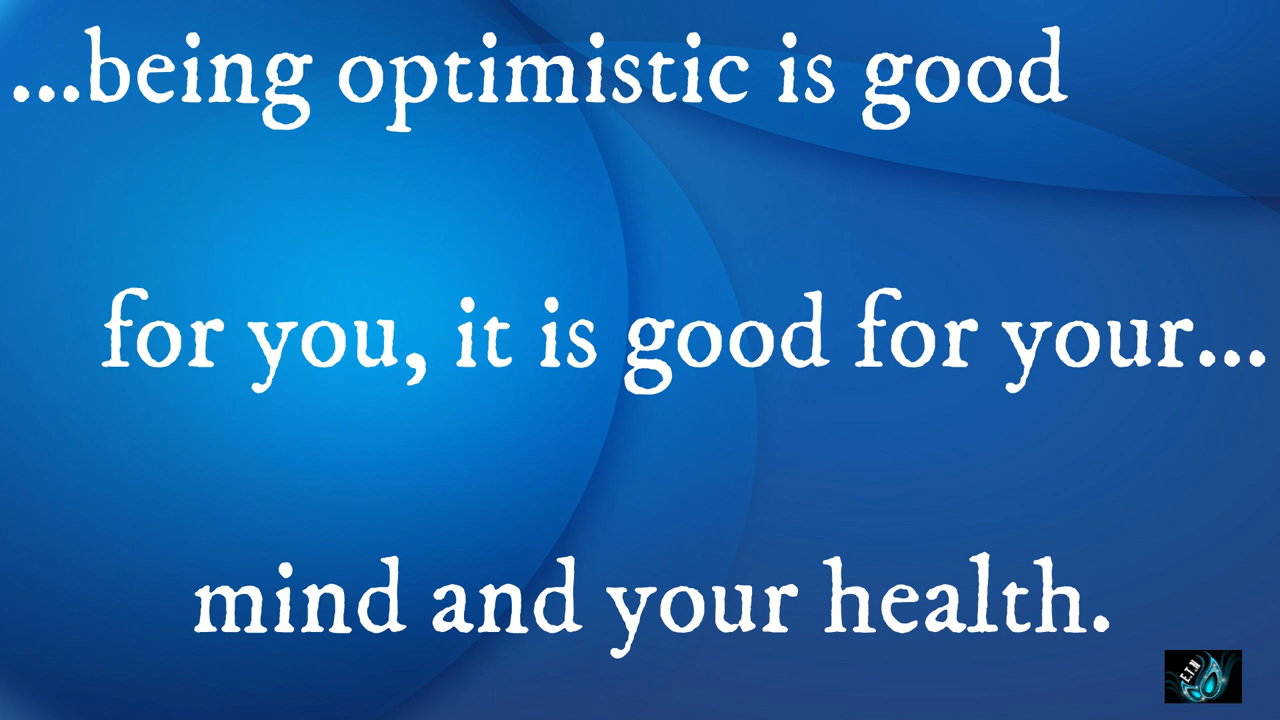 ...being optimistic is good
for you, it is good for your...
mind and your health.
E.T.N